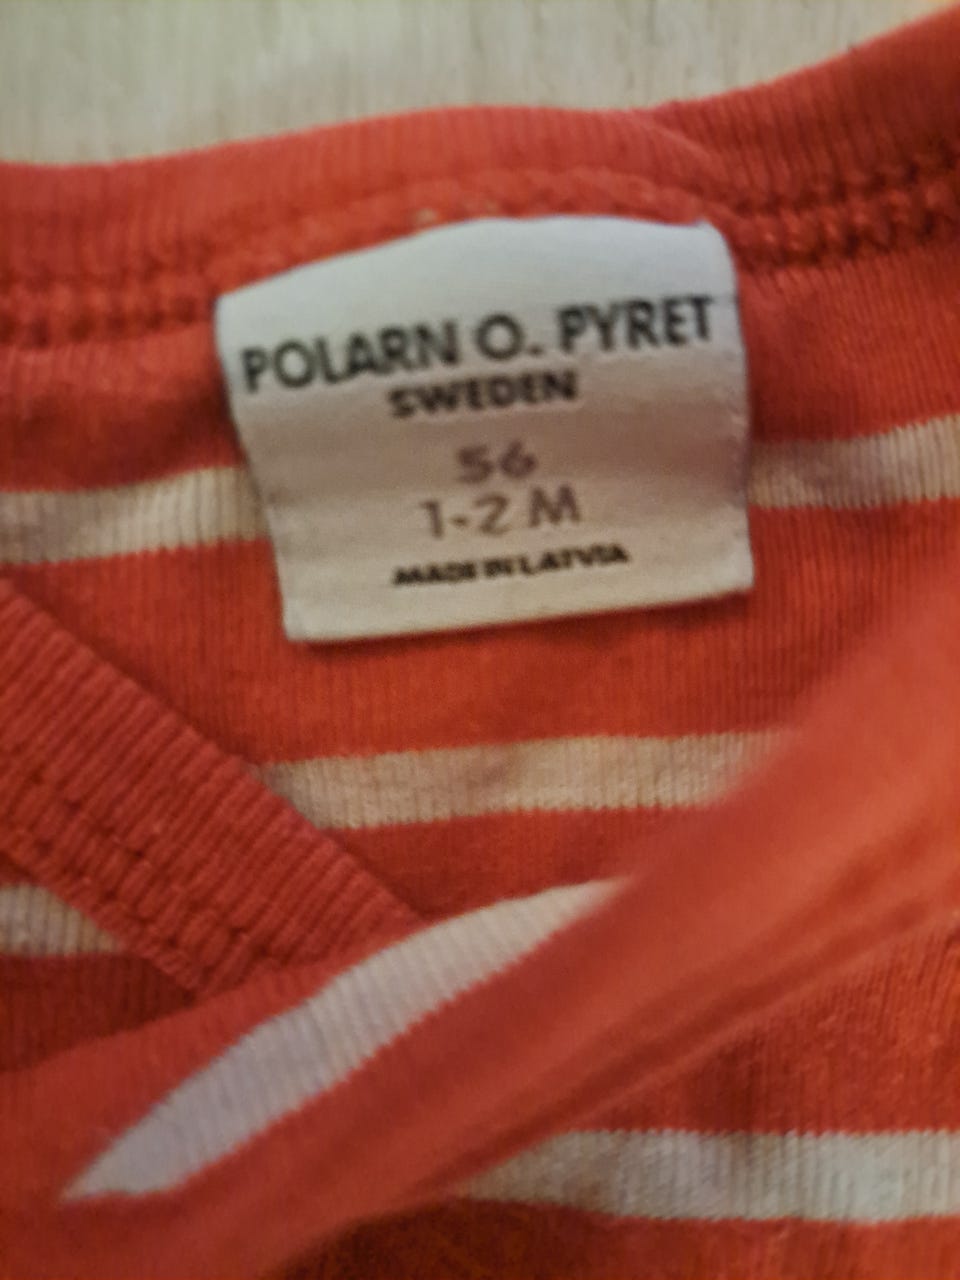 POLARN O. PYRET
SWEDEN
56
1-2 M
MADE IN LATVIA